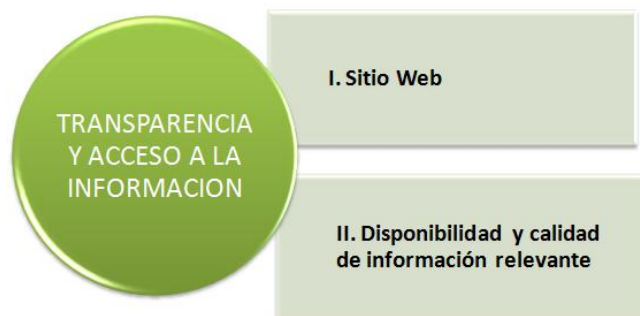 TRANSPARENCIA
Y ACCESO A LA
INFORMACION
I. Sitio Web
II. Disponibilidad y calidad
de información relevante